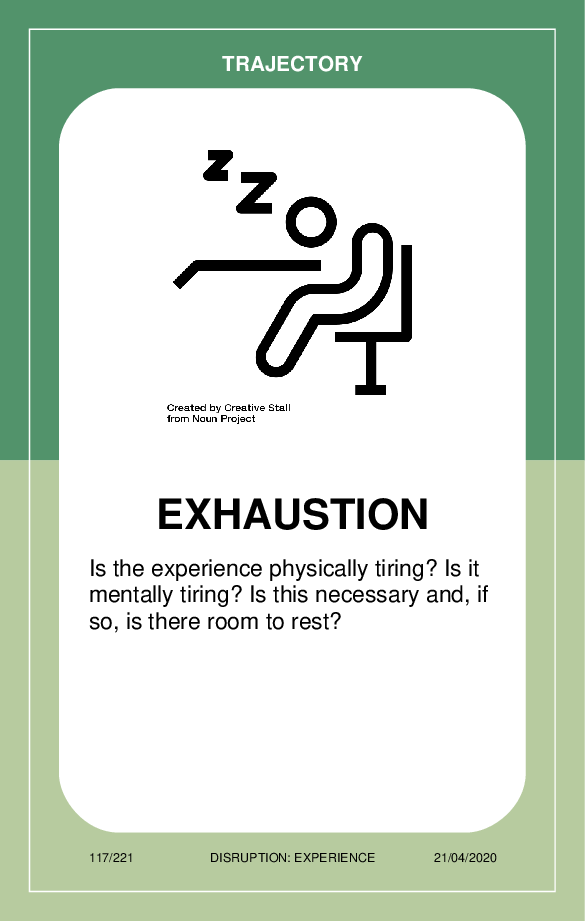 TRAJECTORY
z
Z
Created by Creative Stall
from Noun Project
EXHAUSTION
Is the experience physically tiring? Is it
mentally tiring? Is this necessary and, if
so, is there room to rest?
117/221 DISRUPTION: EXPERIENCE 21/04/2020